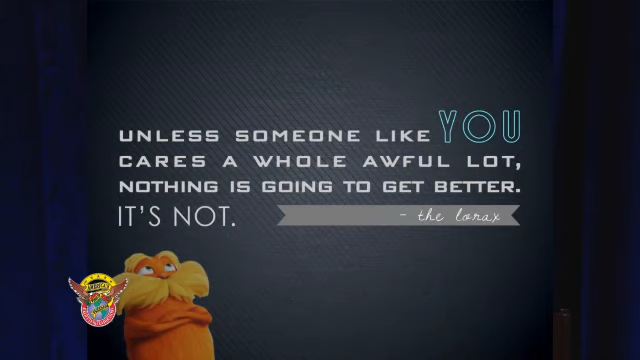 UNLESS SOMEONE LIKE YOU
CARES A WHOLE AWFUL LOT,
NOTHING IS GOING TO GET BETTER.
IT'S NOT.
- the lorax